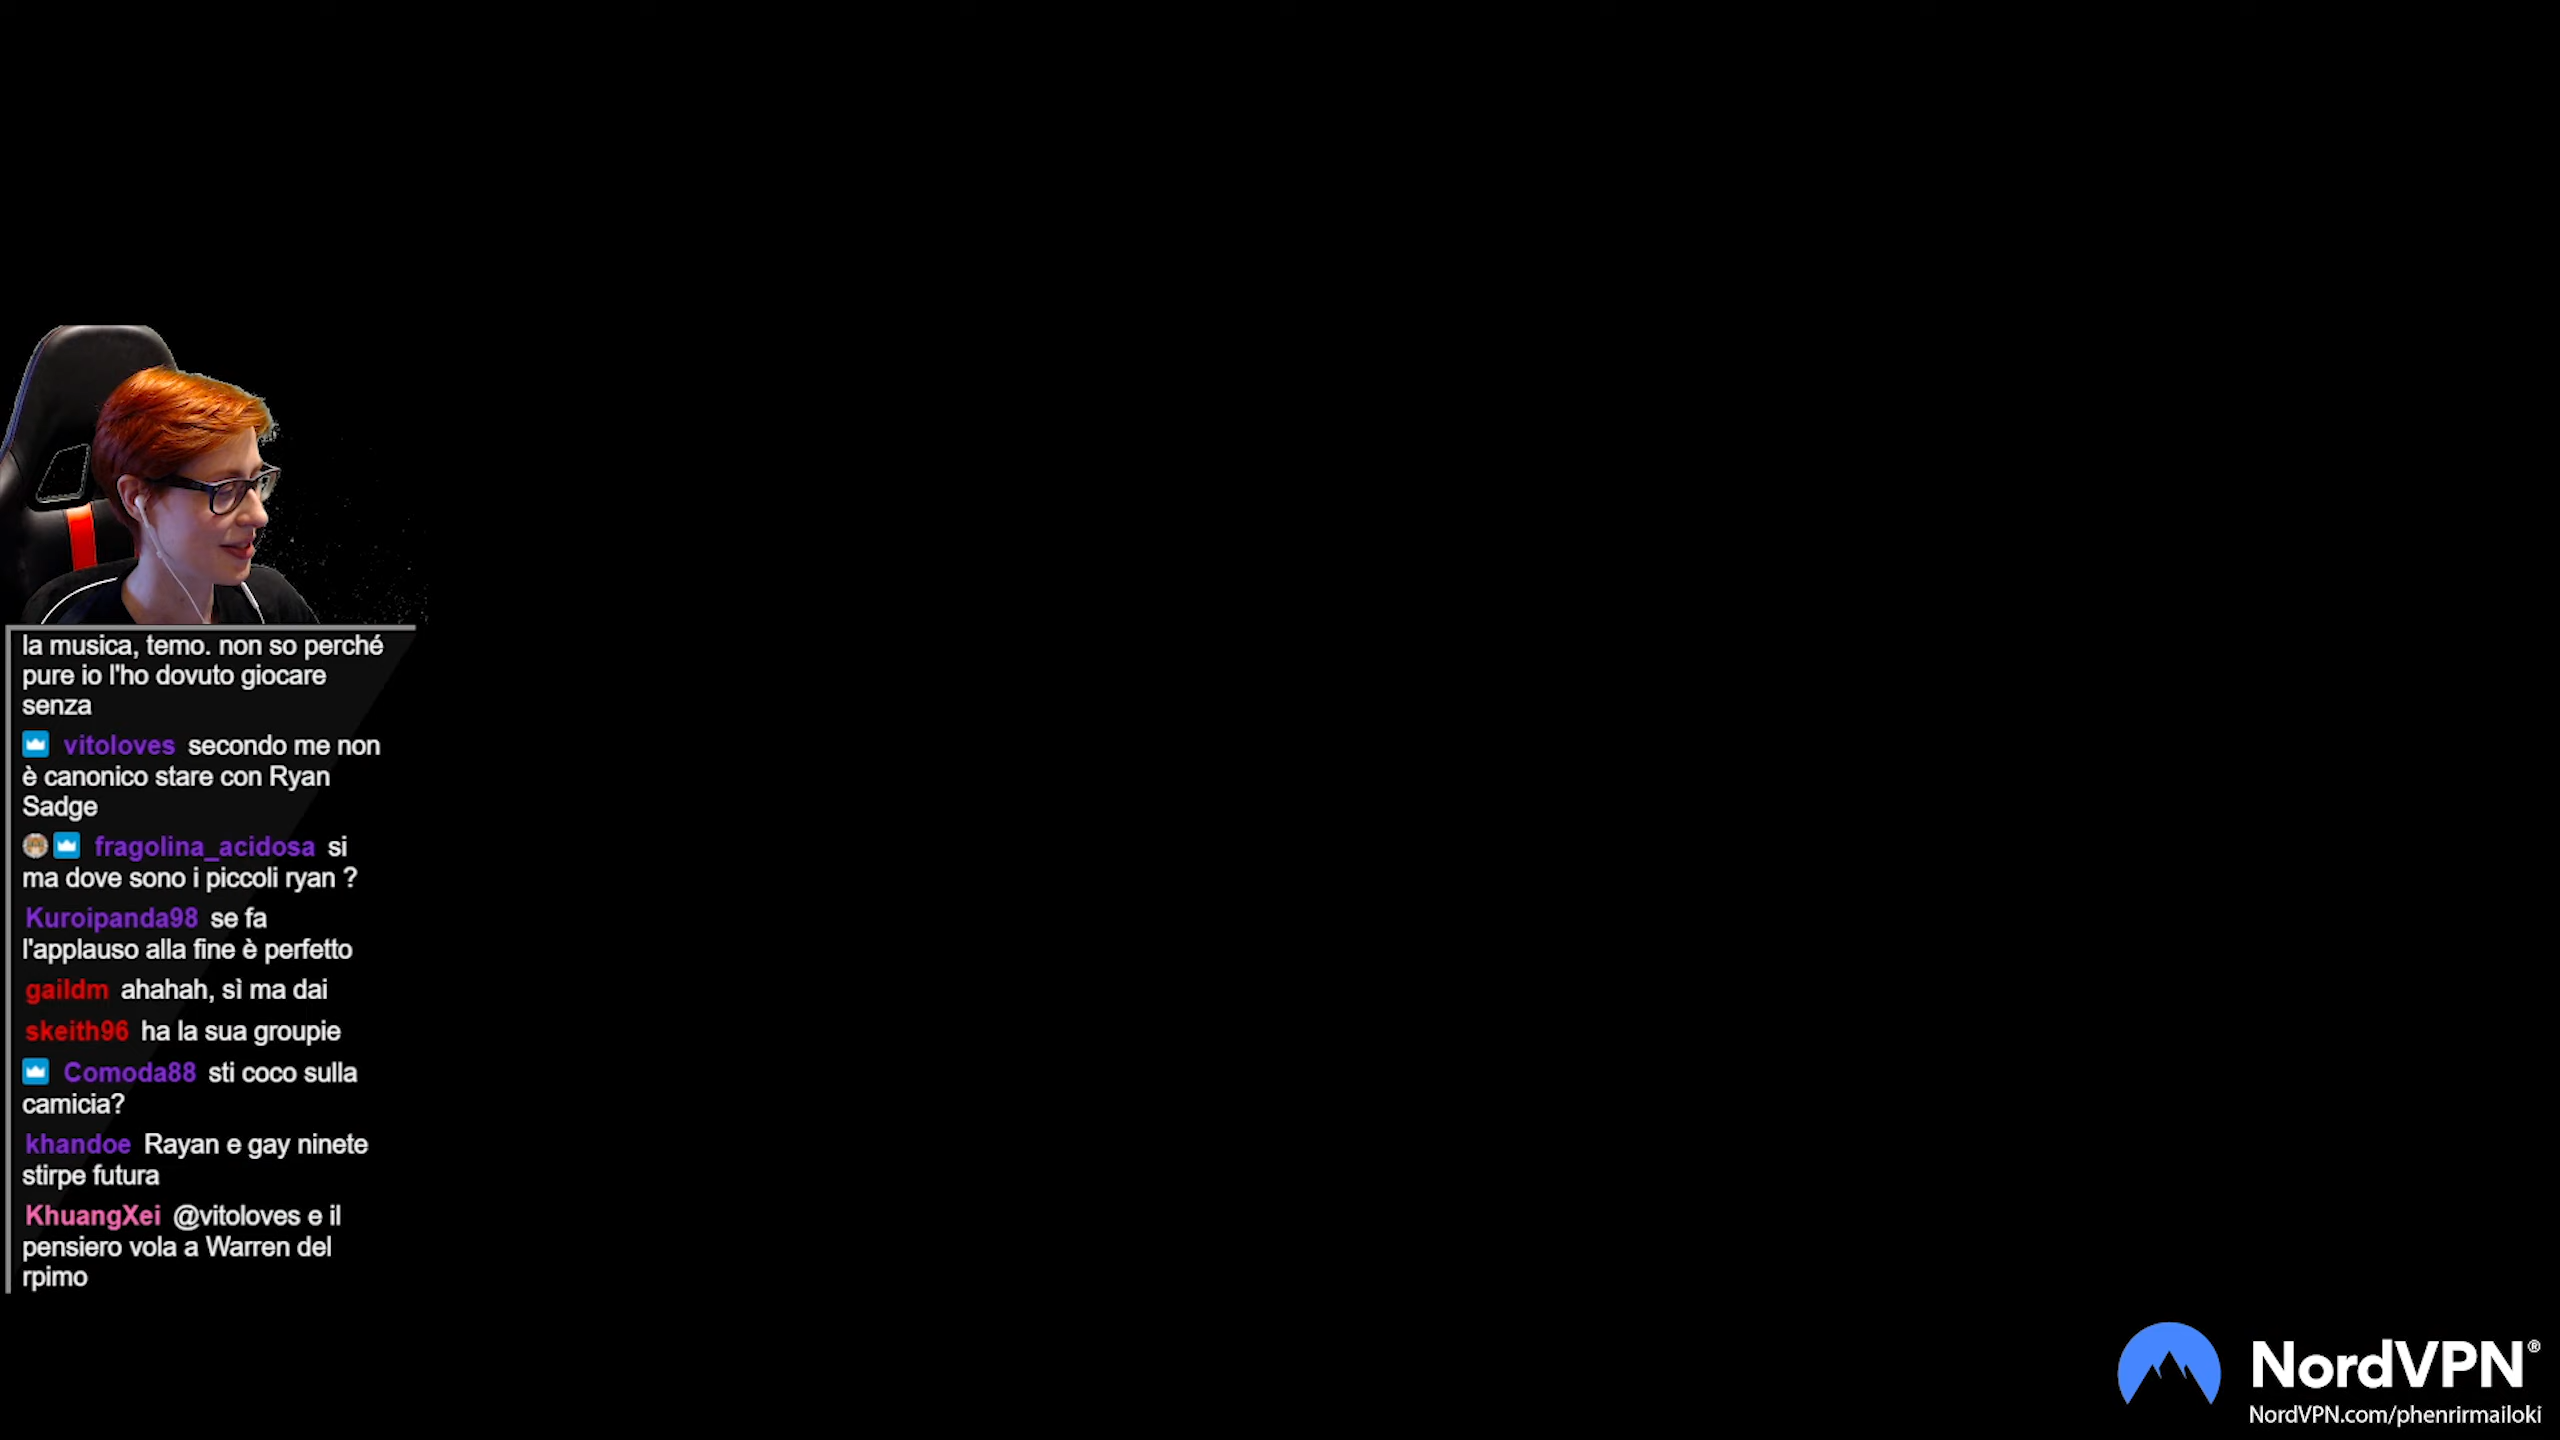 la musica, temo. non so perché
pure io l'ho dovuto giocare
senza
vitoloves secondo me non
è canonico stare con Ryan
Sadge
fragolina_acidosa si
ma dove sono i piccoli ryan ?
Kuroipanda98 se fa
l'applauso alla fine è perfetto
gaildm ahahah, sì ma dai
skeith96 ha la sua groupie
Comoda88 sti coco sulla
camicia?
khandoe Rayan e gay ninete
stirpe futura
KhuangXei @vitoloves e il
pensiero vola a Warren del
rpimo
NordVPN®
NordVPN.com/phenrirmailoki